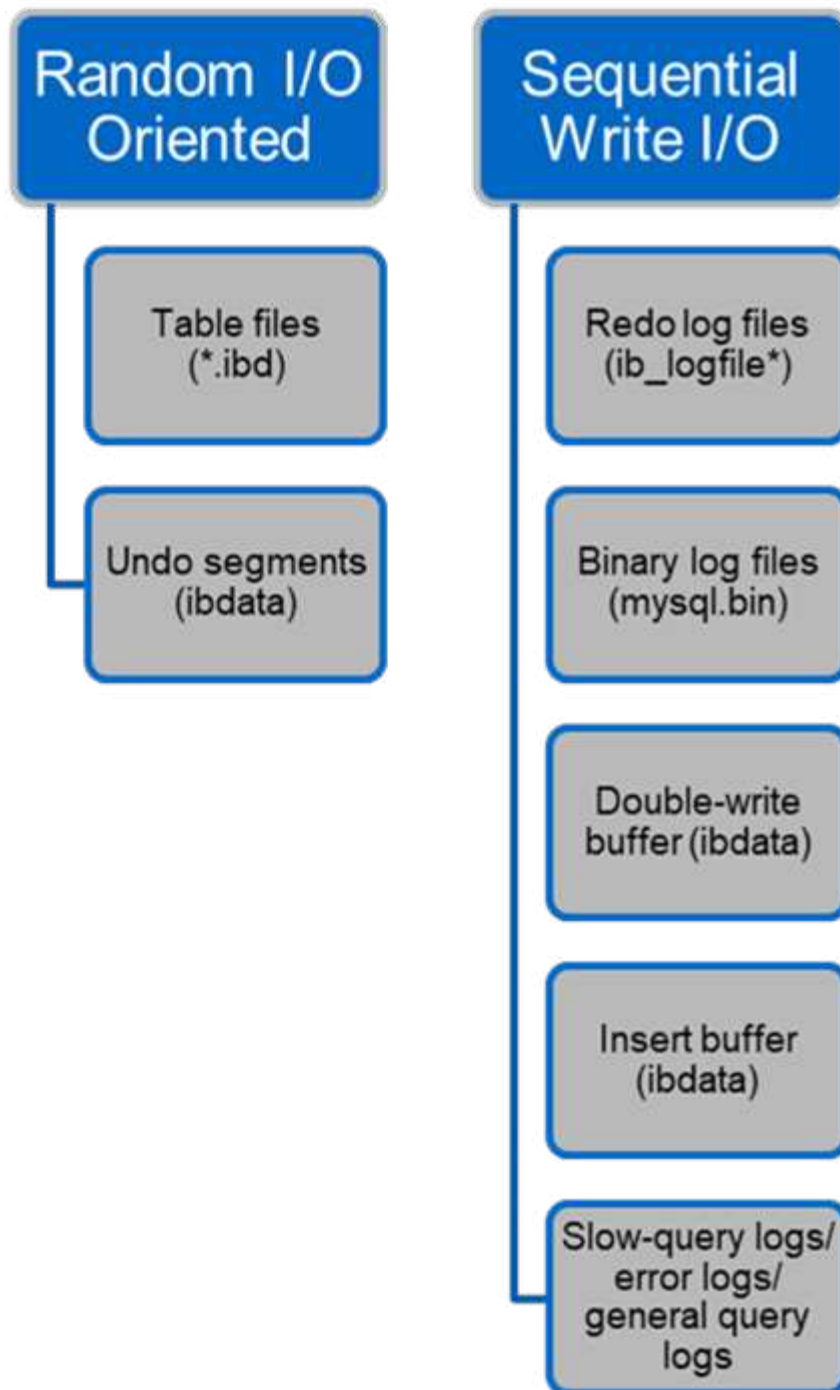 Random I/O
Oriented
Table files
(*.ibd)
Undo segments
(ibdata)
Sequential
Write I/O
Redo log files
(ib_logfile*)
Binary log files
(mysql.bin)
Double-write
buffer (ibdata)
Insert buffer
(ibdata)
Slow-query logs/
error logs/
general query
logs